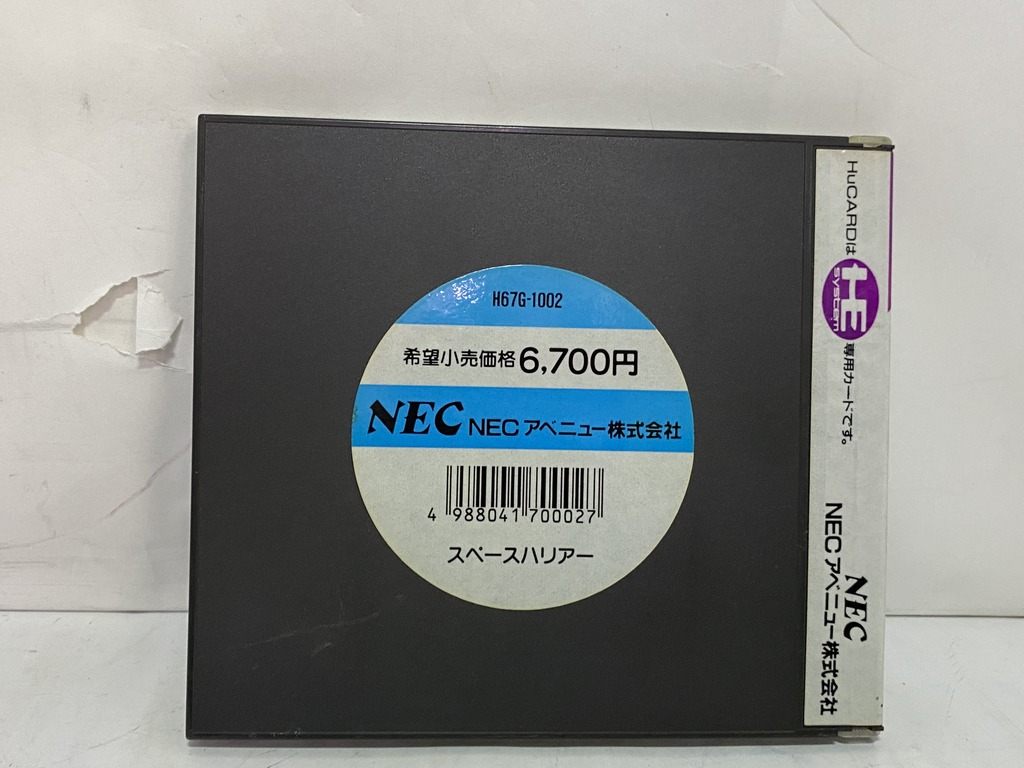 H67G-1002
希望小売価格 6,700円
NEC NECアベニュー株式会社
4 988041 700027
スペースハリアー
HuCARDは HE system 専用カードです。
NEC
NECアベニュー株式会社